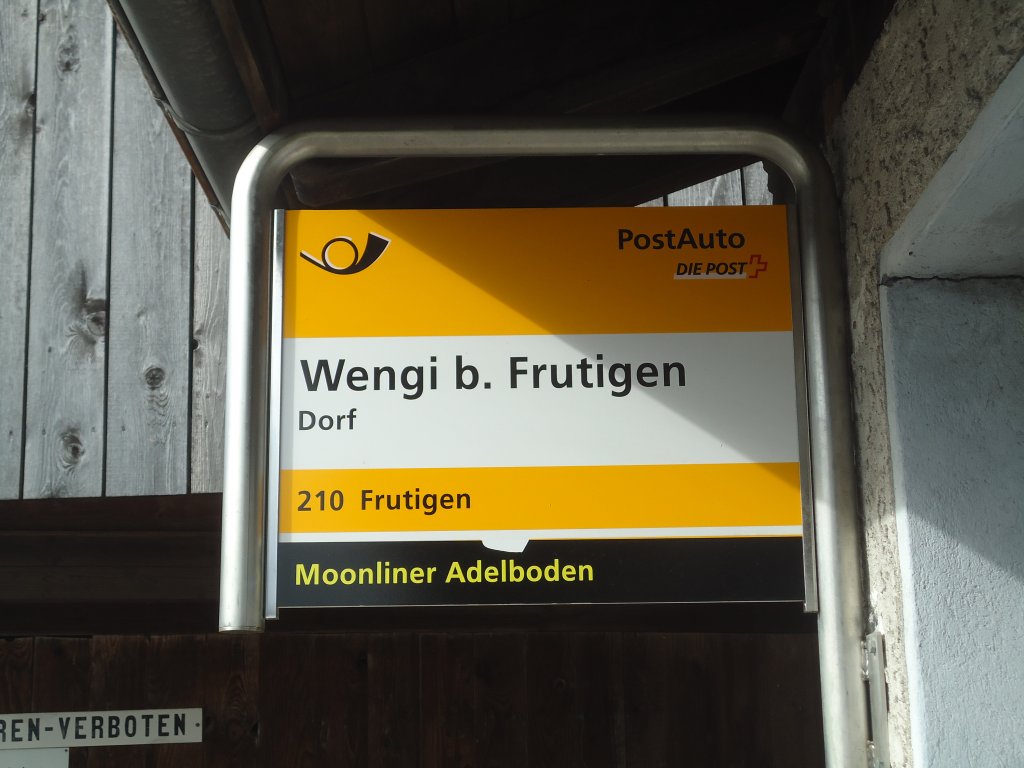 PostAuto
DIE POST
Wengi b. Frutigen
Dorf
210 Frutigen
Moonliner Adelboden
REN-VERBOTEN